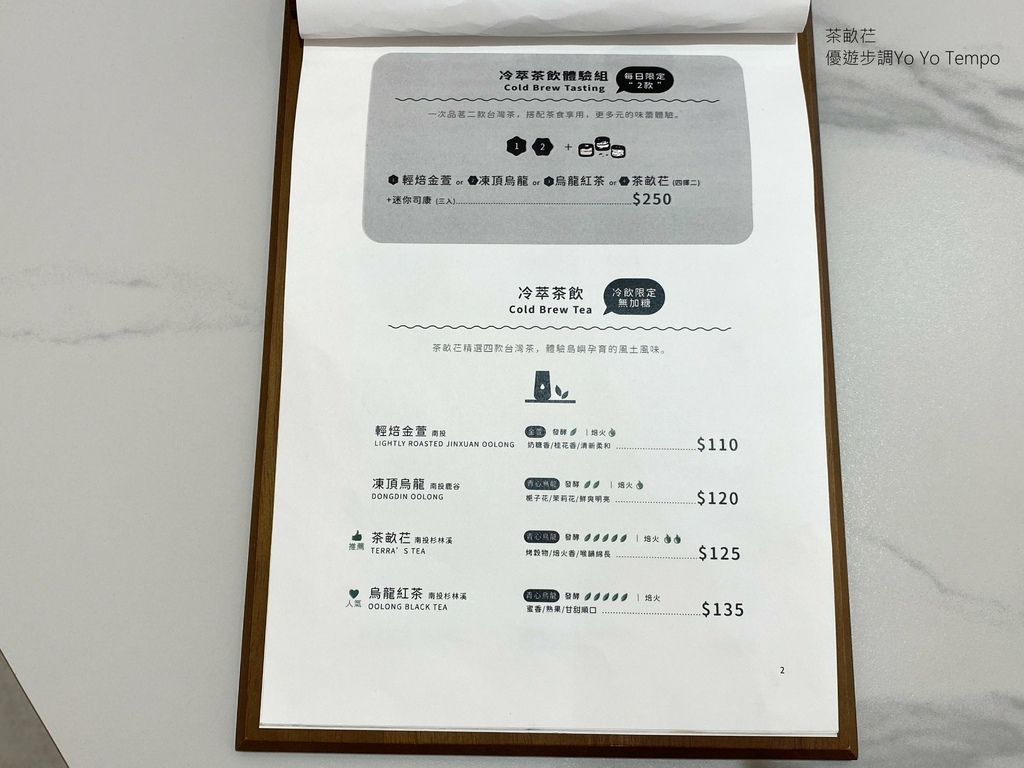 茶畝苙
優遊步調Yo Yo Tempo
冷萃茶飲體驗組
Cold Brew Tasting
每日限定
“2款”
一次品茗二款台灣茶，搭配茶食享用，更多元的味蕾體驗。
1 2 +
輕焙金萱 or 凍頂烏龍 or 烏龍紅茶 or 茶畝苙 (四擇二)
+迷你司康 (三入)..........$250
冷萃茶飲
Cold Brew Tea
冷飲限定
無加糖
茶畝苙精選四款台灣茶，體驗島嶼孕育的風土風味。
輕焙金萱 南投 金萱 發酵 | 焙火
LIGHTLY ROASTED JINXUAN OOLONG 奶糖香/桂花香/清新柔和 ..........$110
凍頂烏龍 南投鹿谷 青心烏龍 發酵 | 焙火
DONGDIN OOLONG 梔子花/茉莉花/鮮爽明亮 ..........$120
推薦 茶畝苙 南投杉林溪 青心烏龍 發酵 | 焙火
TERRA'S TEA 烤穀物/焙火香/喉韻綿長 ..........$125
人氣 烏龍紅茶 南投杉林溪 青心烏龍 發酵 | 焙火
OOLONG BLACK TEA 蜜香/熟果/甘甜順口 ..........$135
2